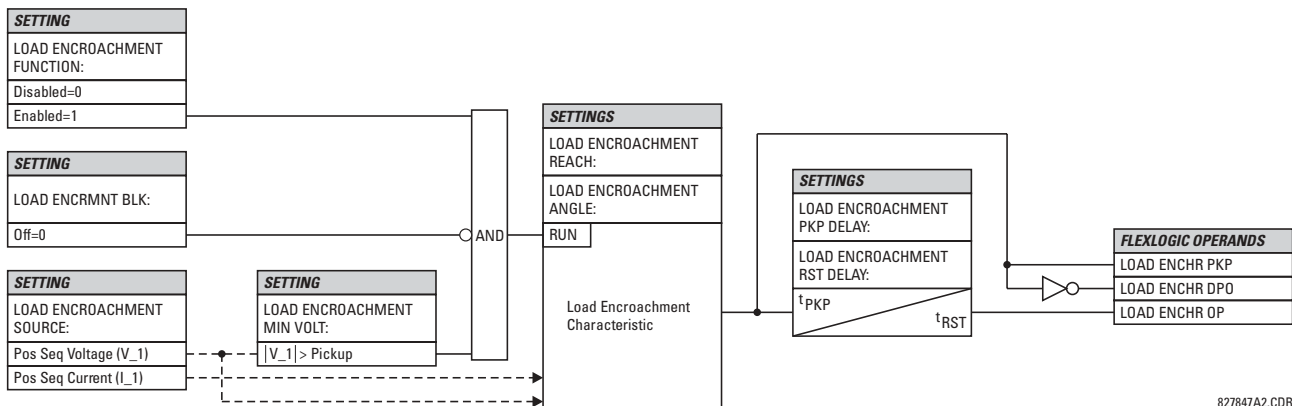 SETTING
LOAD ENCROACHMENT
FUNCTION:
Disabled=0
Enabled=1
SETTING
LOAD ENCRMNT BLK:
Off=0
SETTING
LOAD ENCROACHMENT
SOURCE:
Pos Seq Voltage (V_1)
Pos Seq Current (I_1)
SETTING
LOAD ENCROACHMENT
MIN VOLT:
|V_1| > Pickup
AND
SETTINGS
LOAD ENCROACHMENT
REACH:
LOAD ENCROACHMENT
ANGLE:
RUN
Load Encroachment
Characteristic
SETTINGS
LOAD ENCROACHMENT
PKP DELAY:
LOAD ENCROACHMENT
RST DELAY:
tPKP
tRST
FLEXLOGIC OPERANDS
LOAD ENCHR PKP
LOAD ENCHR DPO
LOAD ENCHR OP
827847A2.CDR